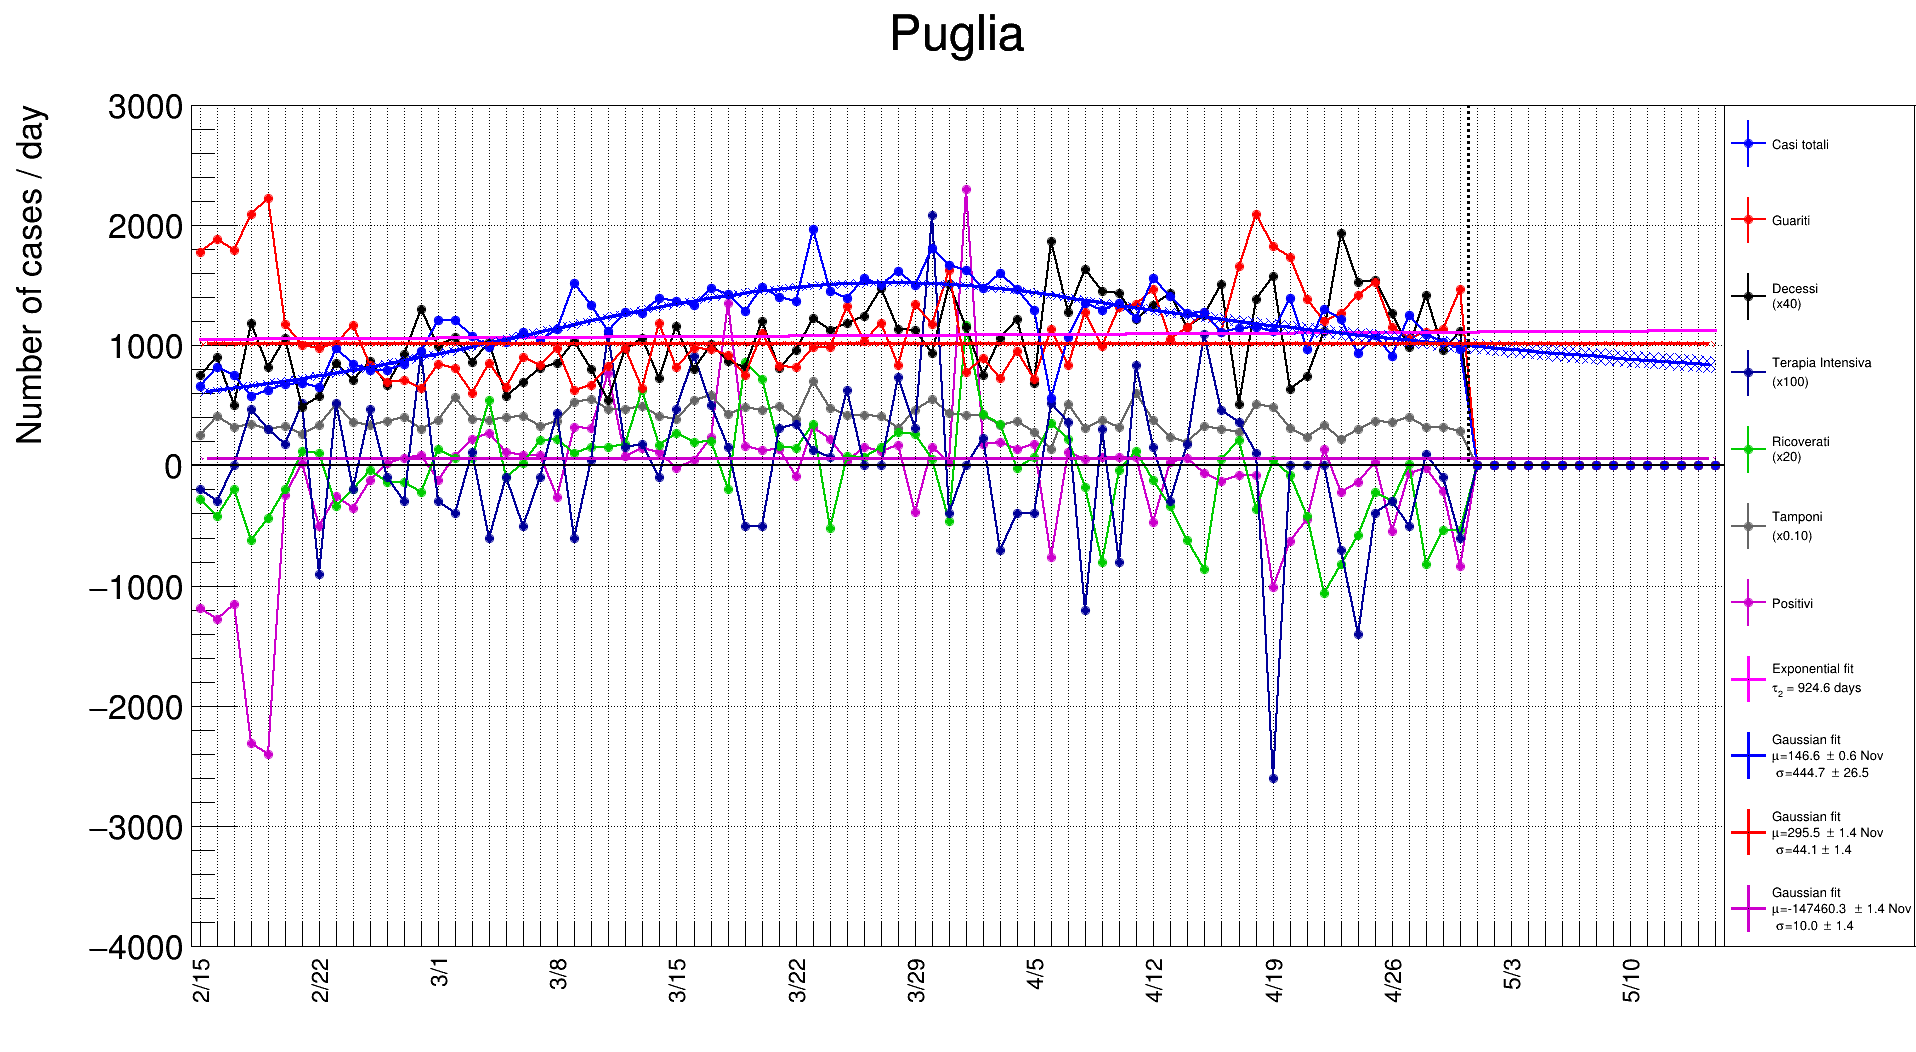 Puglia
Number of cases / day
3000
2000
1000
0
−1000
−2000
−3000
−4000
2/15
2/22
3/1
3/8
3/15
3/22
3/29
4/5
4/12
4/19
4/26
5/3
5/10
Casi totali
Guariti
Decessi
(x40)
Terapia Intensiva
(x100)
Ricoverati
(x20)
Tamponi
(x0.10)
Positivi
Exponential fit
τ2 = 924.6 days
Gaussian fit
μ=146.6 ± 0.6 Nov
σ=444.7 ± 26.5
Gaussian fit
μ=295.5 ± 1.4 Nov
σ=44.1 ± 1.4
Gaussian fit
μ=-147460.3 ± 1.4 Nov
σ=10.0 ± 1.4